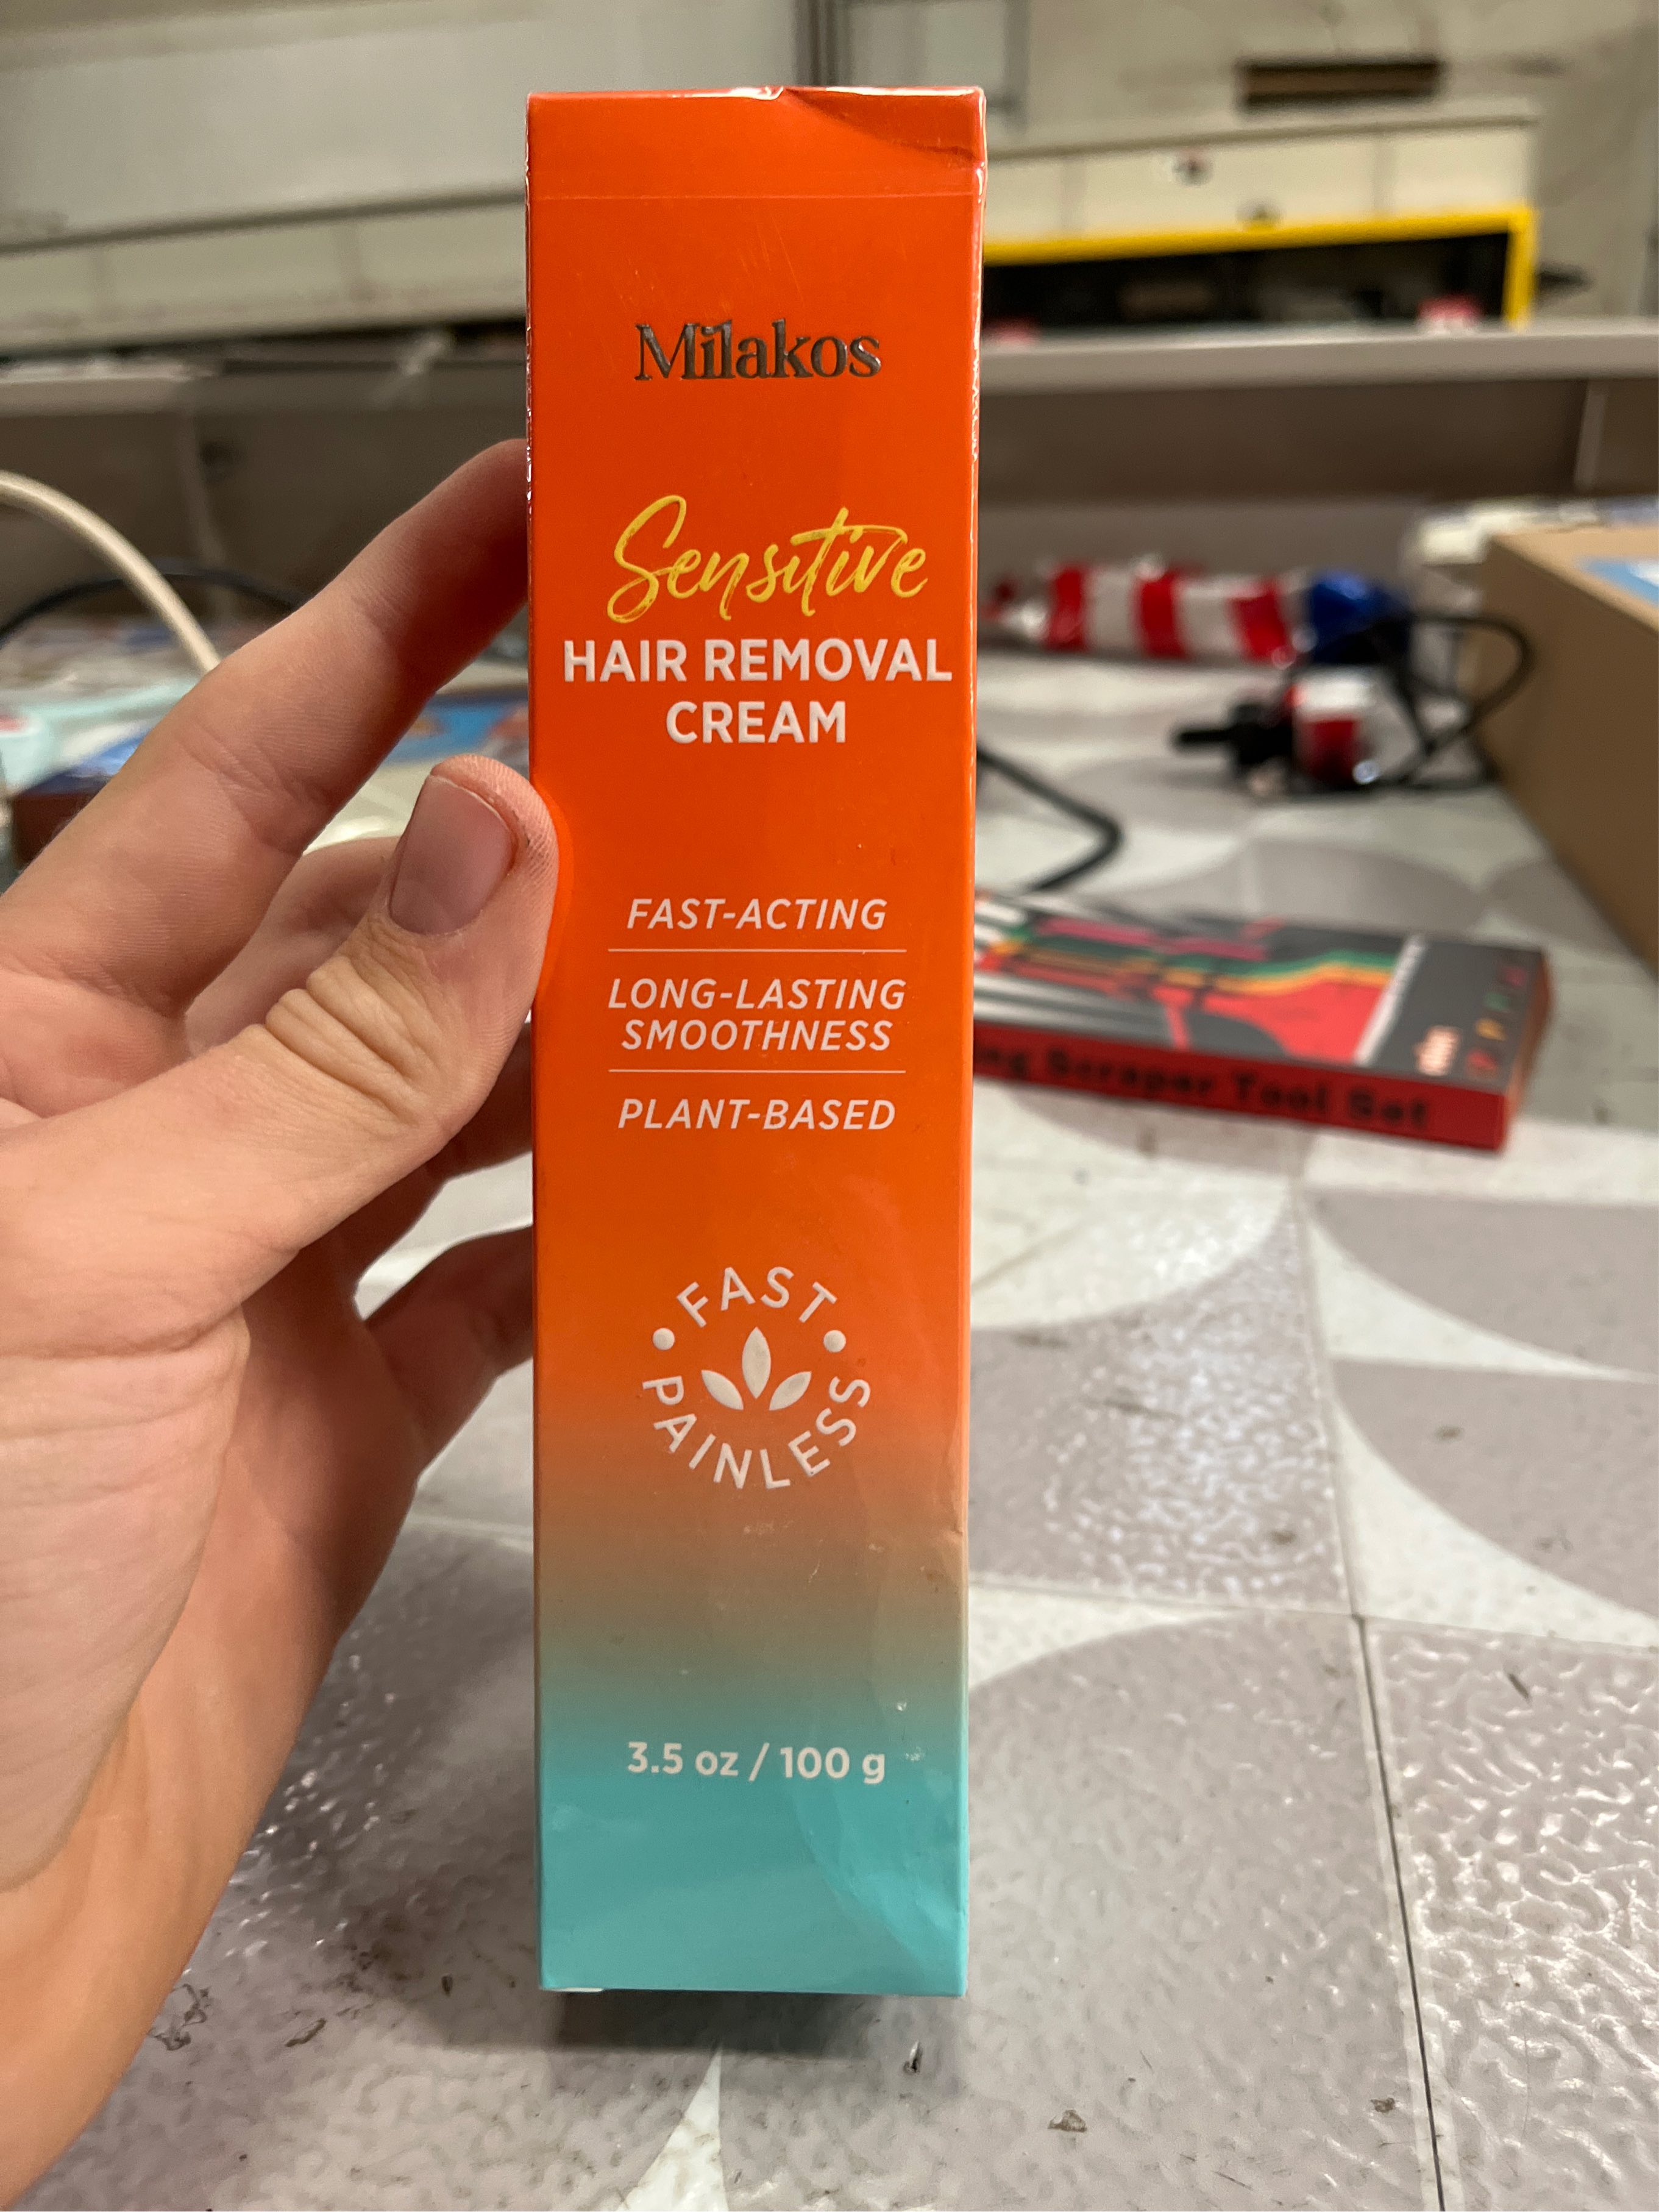 Milakos
Sensitive
HAIR REMOVAL
CREAM
FAST-ACTING
LONG-LASTING
SMOOTHNESS
PLANT-BASED
FAST
PAINLESS
3.5 oz / 100 g
Scraper Tool Set